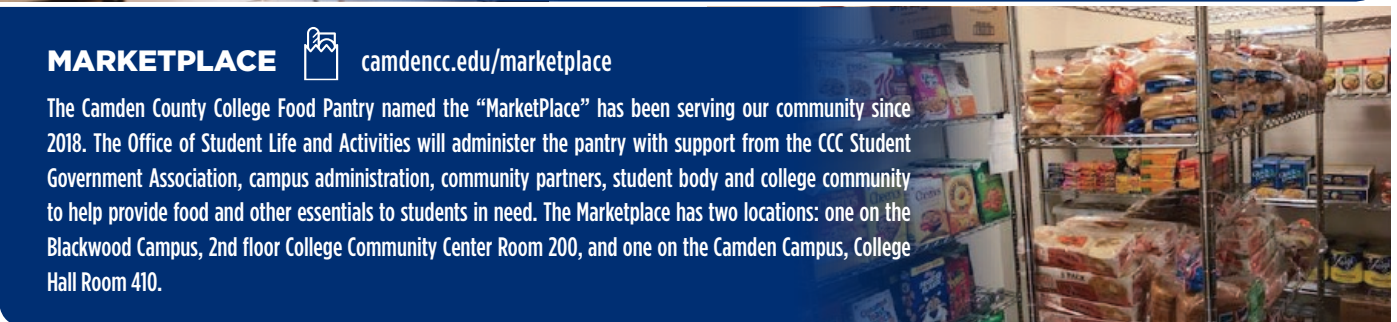 MARKETPLACE camdencc.edu/marketplace
The Camden County College Food Pantry named the “MarketPlace” has been serving our community since
2018. The Office of Student Life and Activities will administer the pantry with support from the CCC Student
Government Association, campus administration, community partners, student body and college community
to help provide food and other essentials to students in need. The Marketplace has two locations: one on the
Blackwood Campus, 2nd floor College Community Center Room 200, and one on the Camden Campus, College
Hall Room 410.